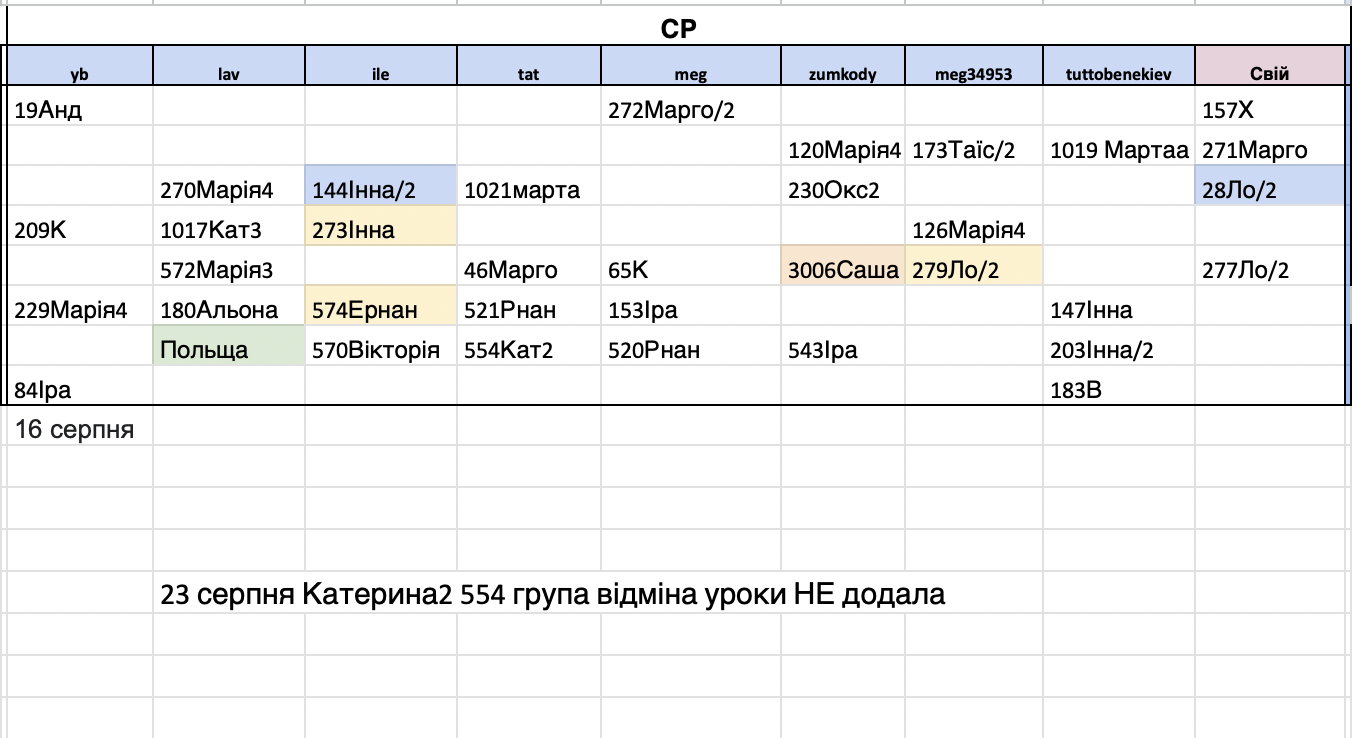 СР
yb lav ile tat meg zumkody meg34953 tuttobenekiev Свій
19Анд 272Марго/2 157Х
120Марія4 173Таїс/2 1019 Мартаа 271Марго
270Марія4 144Інна/2 1021марта 230Окс2 28Ло/2
209К 1017Кат3 273Інна 126Марія4
572Марія3 46Марго 65К 3006Саша 279Ло/2 277Ло/2
229Марія4 180Альона 574Ернан 521Рнан 153Іра 147Інна
Польща 570Вікторія 554Кат2 520Рнан 543Іра 203Інна/2
84Іра 183В
16 серпня
23 серпня Катерина2 554 група відміна уроки НЕ додала